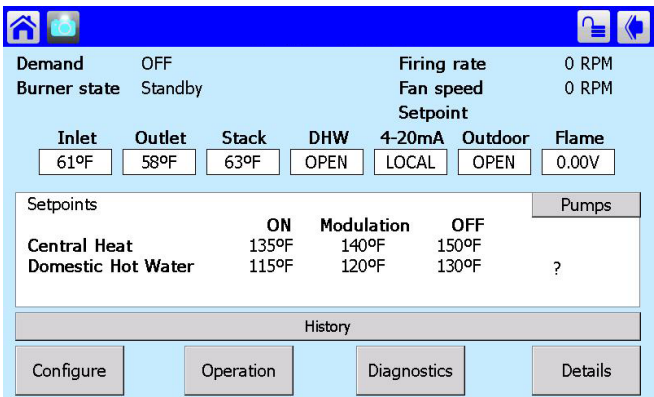 Demand OFF Firing rate 0 RPM
Burner state Standby Fan speed 0 RPM
Setpoint
Inlet Outlet Stack DHW 4-20mA Outdoor Flame
61ºF 58ºF 63ºF OPEN LOCAL OPEN 0.00V
Setpoints Pumps
ON Modulation OFF
Central Heat 135ºF 140ºF 150ºF
Domestic Hot Water 115ºF 120ºF 130ºF ?
History
Configure Operation Diagnostics Details